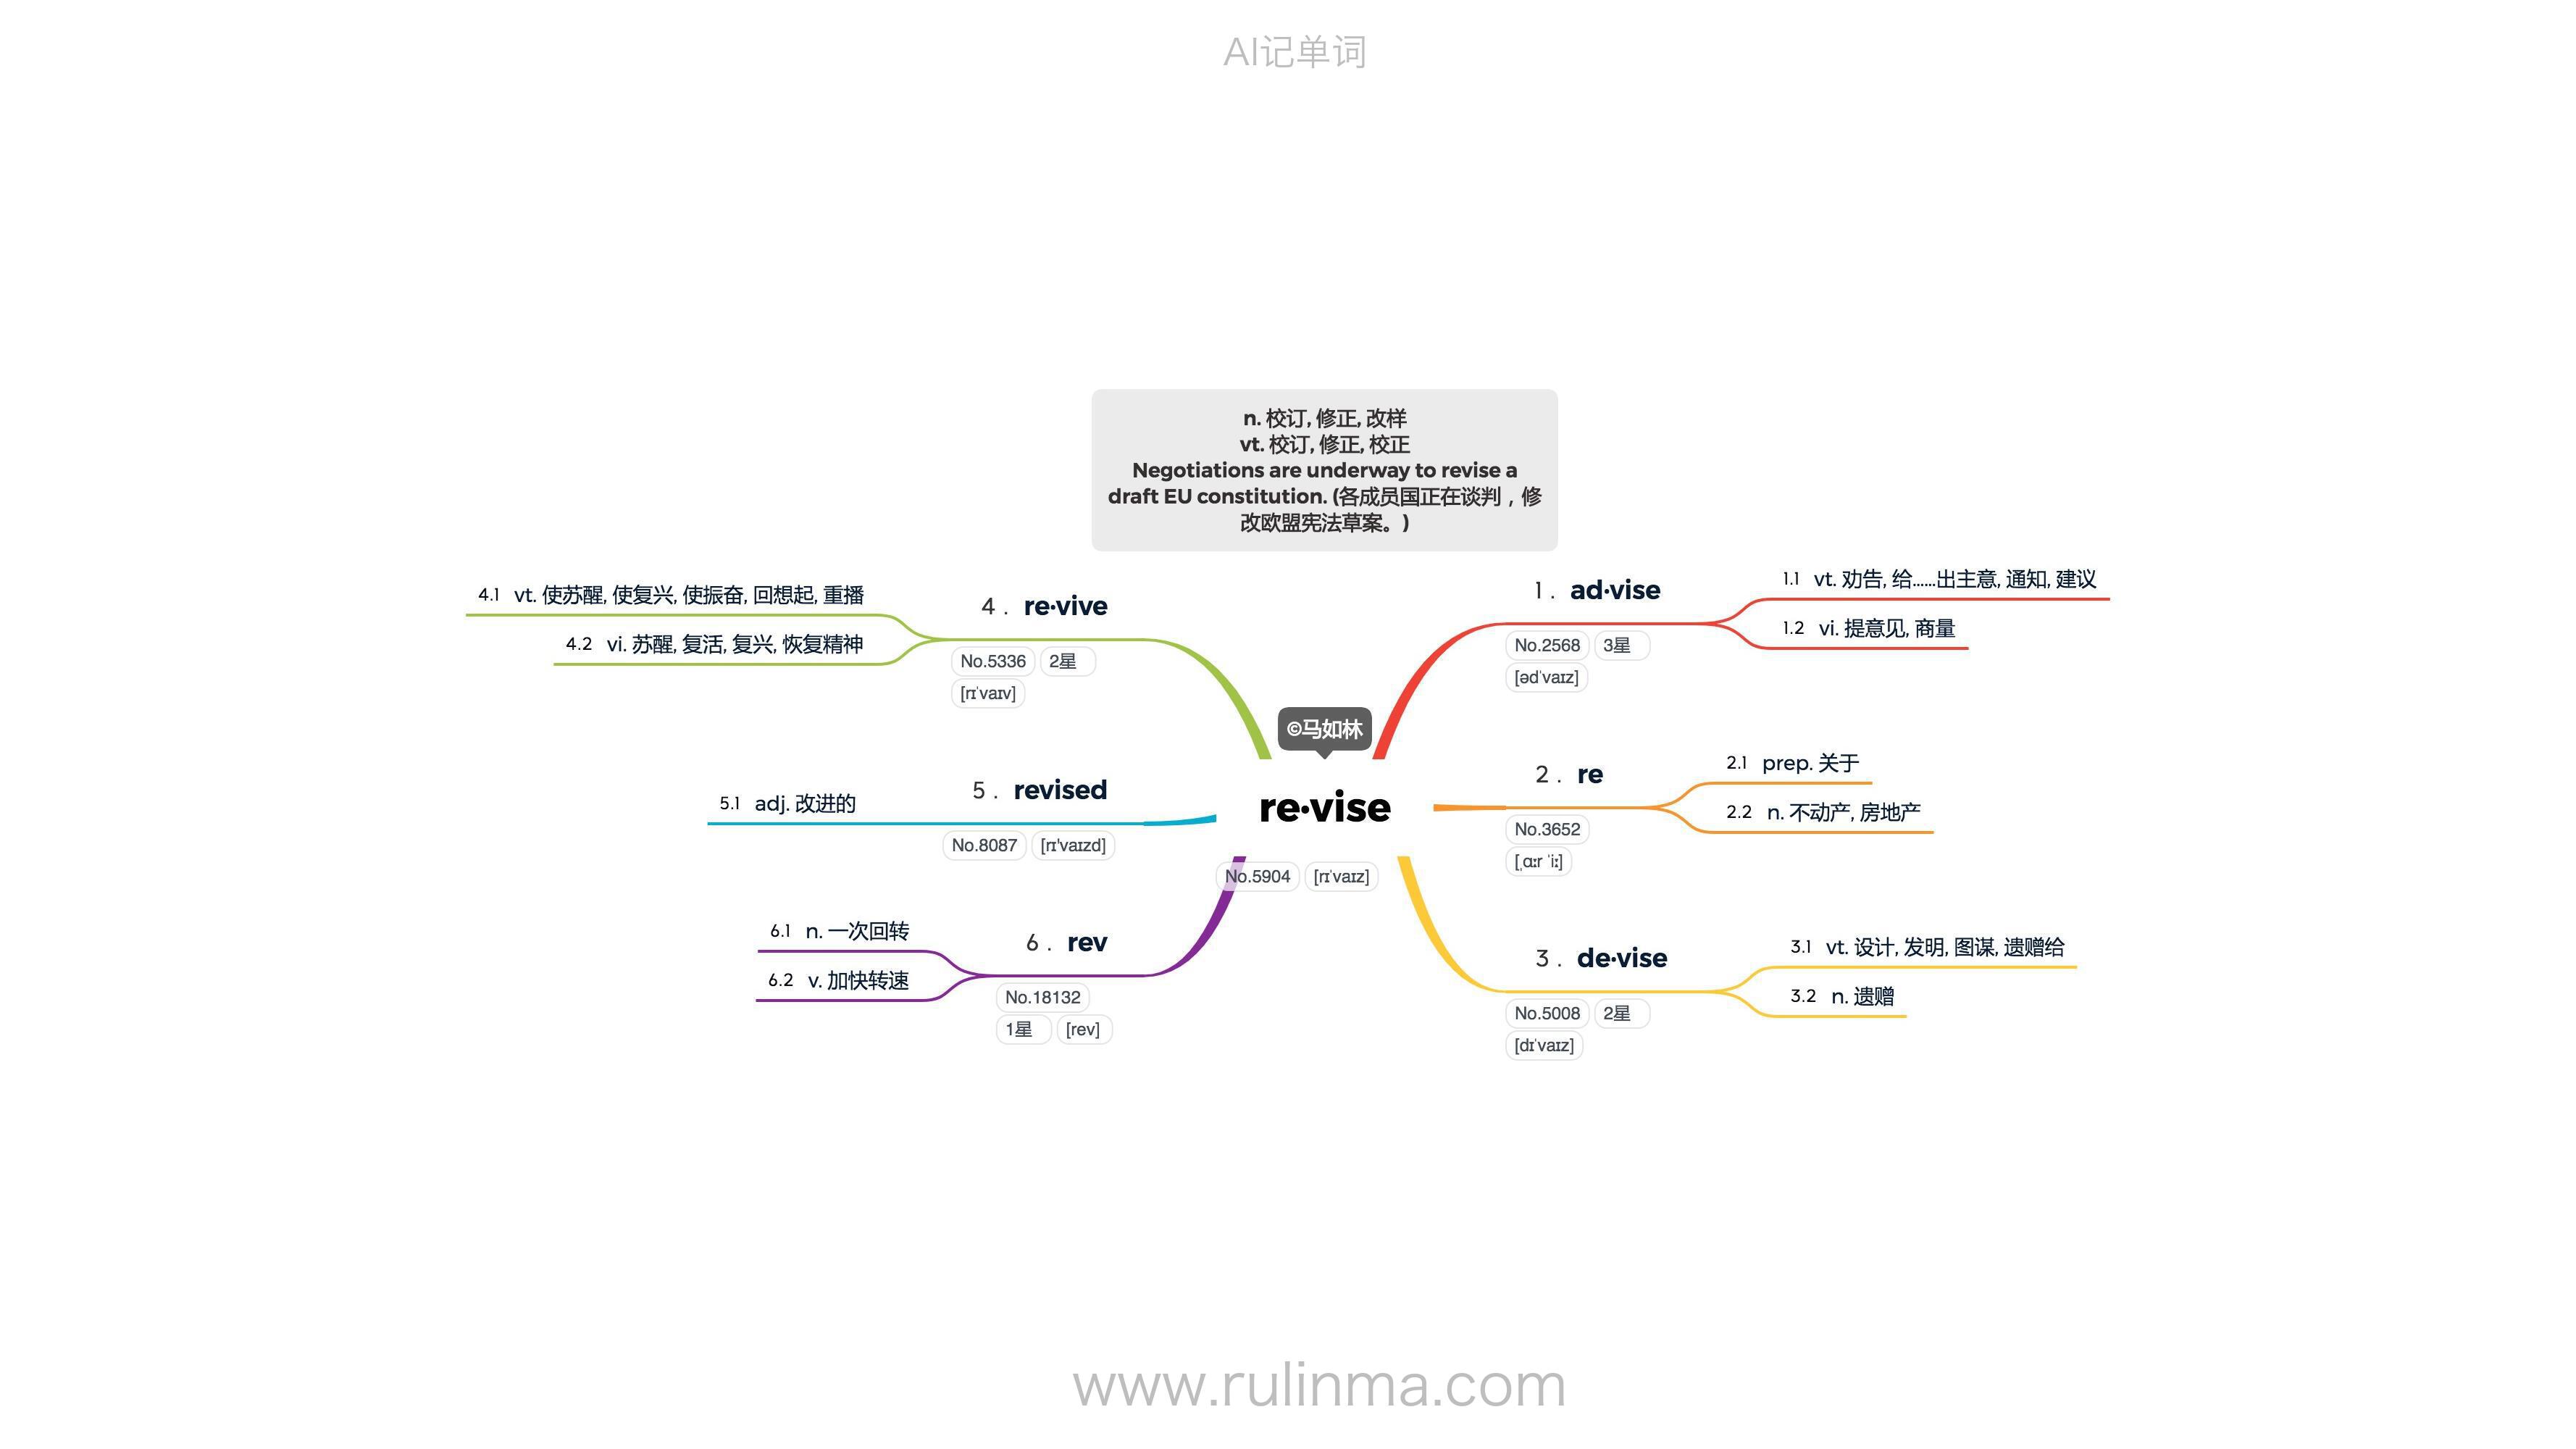 AI记单词
n. 校订, 修正, 改样
vt. 校订, 修正, 校正
Negotiations are underway to revise a
draft EU constitution. (各成员国正在谈判，修
改欧盟宪法草案。)
©马如林
re·vise
No.5904 [rɪˈvaɪz]
1. ad·vise
No.2568 3星
[ədˈvaɪz]
1.1 vt. 劝告, 给……出主意, 通知, 建议
1.2 vi. 提意见, 商量
2. re
No.3652
[ˌɑːr ˈiː]
2.1 prep. 关于
2.2 n. 不动产, 房地产
3. de·vise
No.5008 2星
[dɪˈvaɪz]
3.1 vt. 设计, 发明, 图谋, 遗赠给
3.2 n. 遗赠
4. re·vive
No.5336 2星
[rɪˈvaɪv]
4.1 vt. 使苏醒, 使复兴, 使振奋, 回想起, 重播
4.2 vi. 苏醒, 复活, 复兴, 恢复精神
5. revised
No.8087 [rɪ'vaɪzd]
5.1 adj. 改进的
6. rev
No.18132
1星 [rev]
6.1 n. 一次回转
6.2 v. 加快转速
www.rulinma.com